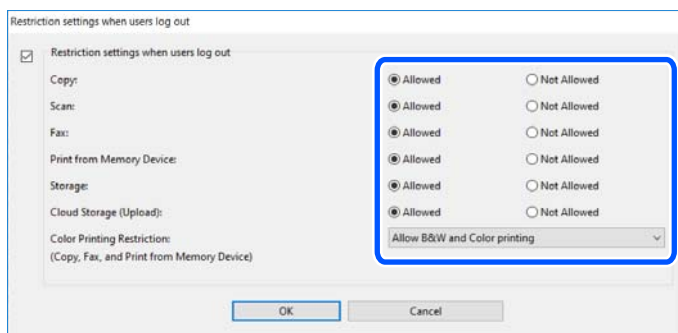 Restriction settings when users log out
Restriction settings when users log out
Copy: Allowed Not Allowed
Scan: Allowed Not Allowed
Fax: Allowed Not Allowed
Print from Memory Device: Allowed Not Allowed
Storage: Allowed Not Allowed
Cloud Storage (Upload): Allowed Not Allowed
Color Printing Restriction: Allow B&W and Color printing
(Copy, Fax, and Print from Memory Device)
OK Cancel